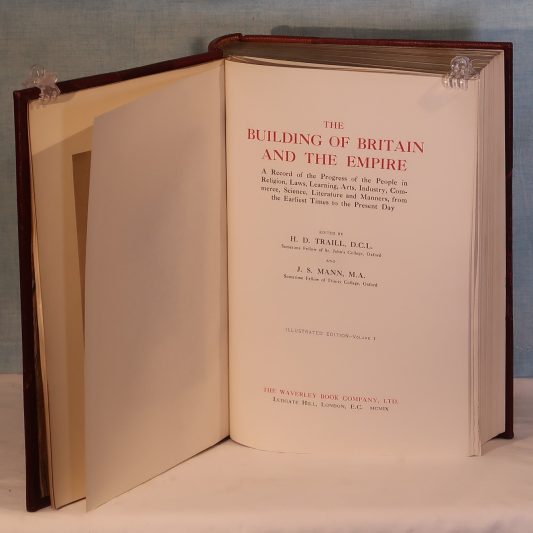 THE
BUILDING OF BRITAIN
AND THE EMPIRE
A Record of the Progress of the People in
Religion, Laws, Learning, Arts, Industry, Com-
merce, Science, Literature and Manners, from
the Earliest Times to the Present Day
EDITED BY
H. D. TRAILL, D.C.L.
Sometime Fellow of St. John's College, Oxford
AND
J. S. MANN, M.A.
Sometime Fellow of Trinity College, Oxford
ILLUSTRATED EDITION—VOLUME I
THE WAVERLEY BOOK COMPANY, LTD.
LUDGATE HILL, LONDON, E.C. MCMIX